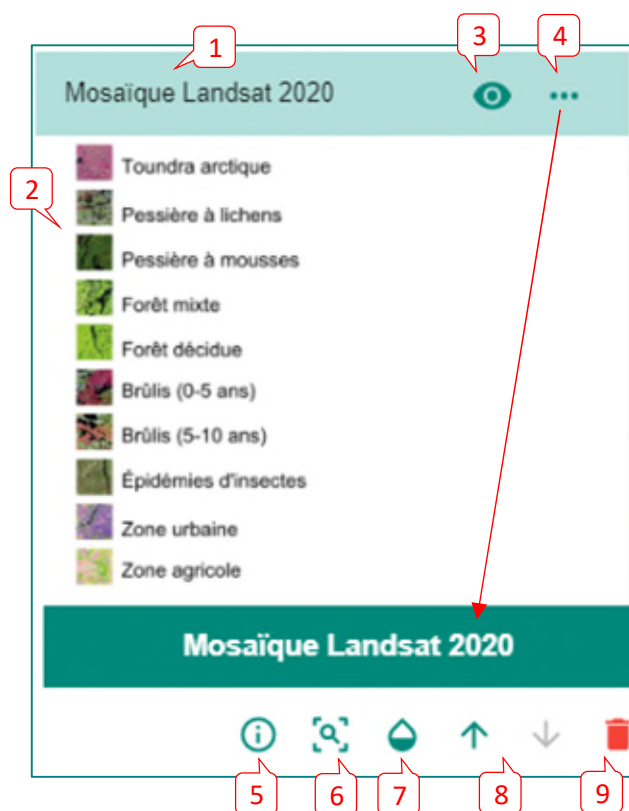 1
3
4
Mosaïque Landsat 2020
2
Toundra arctique
Pessière à lichens
Pessière à mousses
Forêt mixte
Forêt décidue
Brûlis (0-5 ans)
Brûlis (5-10 ans)
Épidémies d'insectes
Zone urbaine
Zone agricole
Mosaïque Landsat 2020
5
6
7
8
9